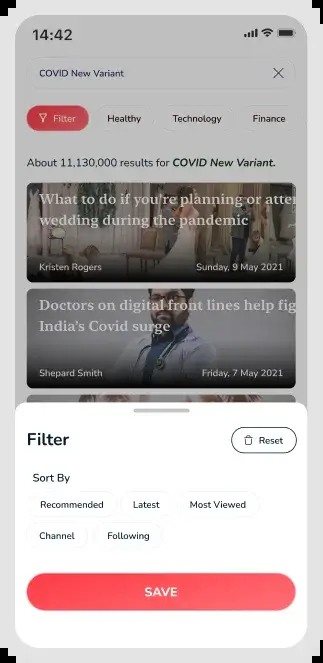 14:42
COVID New Variant
Filter Healthy Technology Finance
About 11,130,000 results for COVID New Variant.
What to do if you're planning or atter
wedding during the pandemic
Kristen Rogers Sunday, 9 May 2021
Doctors on digital front lines help fig
India's Covid surge
Shepard Smith Friday, 7 May 2021
Filter Reset
Sort By
Recommended Latest Most Viewed
Channel Following
SAVE